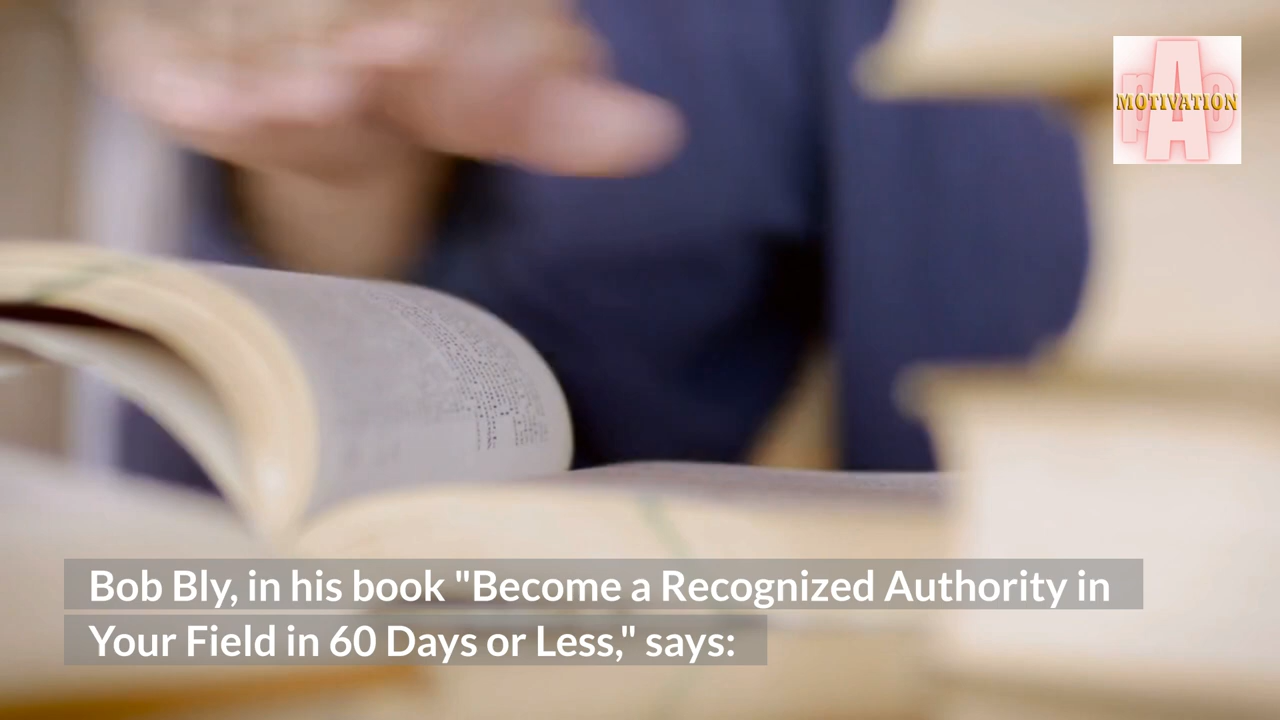 MOTIVATION
Bob Bly, in his book "Become a Recognized Authority in
Your Field in 60 Days or Less," says: